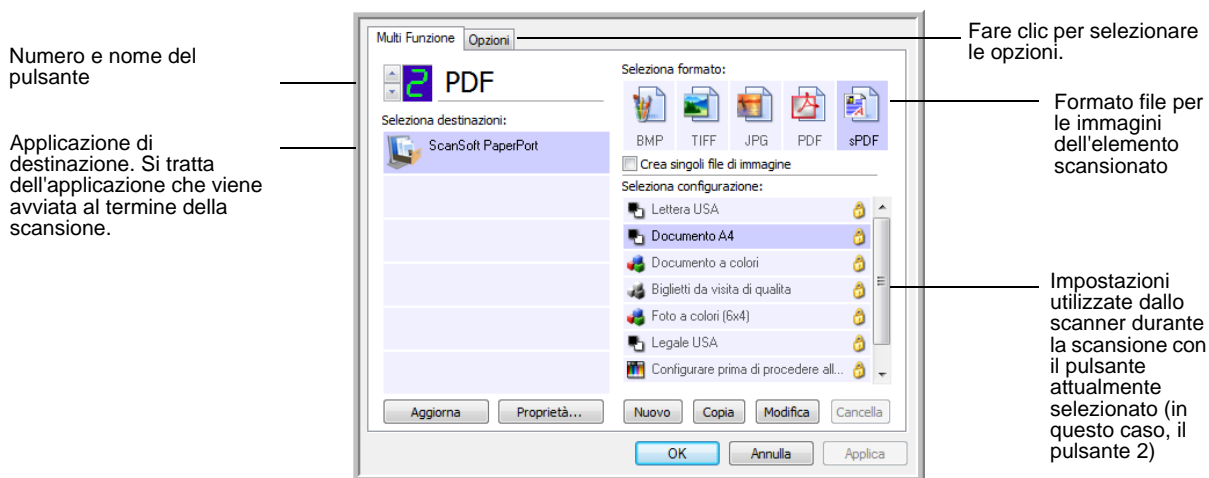 Numero e nome del
pulsante
Applicazione di
destinazione. Si tratta
dell'applicazione che viene
avviata al termine della
scansione.
Multi Funzione
Opzioni
2
PDF
Seleziona destinazioni:
ScanSoft PaperPort
Aggiorna
Proprietà...
Seleziona formato:
BMP
TIFF
JPG
PDF
sPDF
Crea singoli file di immagine
Seleziona configurazione:
Lettera USA
Documento A4
Documento a colori
Biglietti da visita di qualita
Foto a colori (6x4)
Legale USA
Configurare prima di procedere all...
Nuovo
Copia
Modifica
Cancella
OK
Annulla
Applica
Fare clic per selezionare
le opzioni.
Formato file per
le immagini
dell'elemento
scansionato
Impostazioni
utilizzate dallo
scanner durante
la scansione con
il pulsante
attualmente
selezionato (in
questo caso, il
pulsante 2)